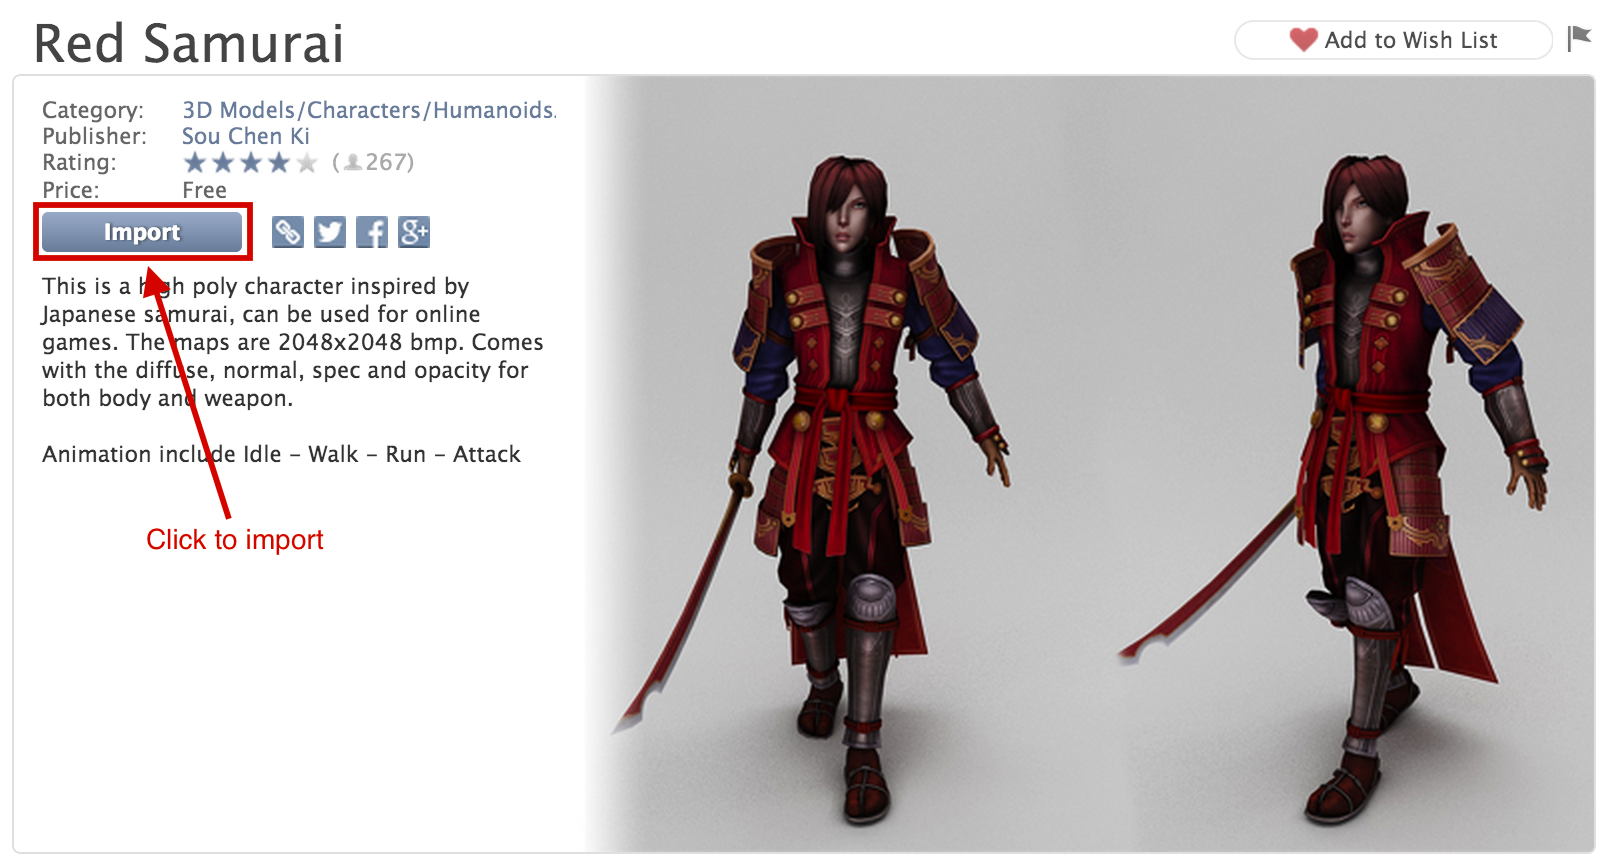 Red Samurai
Add to Wish List
Category: 3D Models/Characters/Humanoids.
Publisher: Sou Chen Ki
Rating: (267)
Price: Free
Import
g+
This is a high poly character inspired by
Japanese samurai, can be used for online
games. The maps are 2048x2048 bmp. Comes
with the diffuse, normal, spec and opacity for
both body and weapon.
Animation include Idle – Walk – Run – Attack
Click to import